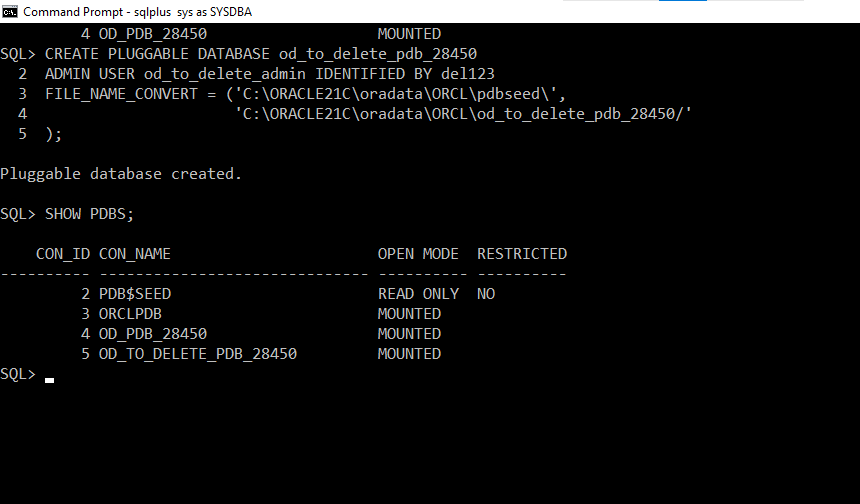 Command Prompt - sqlplus  sys as SYSDBA
         4 OD_PDB_28450                   MOUNTED
SQL> CREATE PLUGGABLE DATABASE od_to_delete_pdb_28450
  2  ADMIN USER od_to_delete_admin IDENTIFIED BY del123
  3  FILE_NAME_CONVERT = ('C:\ORACLE21C\oradata\ORCL\pdbseed\',
  4                       'C:\ORACLE21C\oradata\ORCL\od_to_delete_pdb_28450/'
  5  );
Pluggable database created.
SQL> SHOW PDBS;
    CON_ID CON_NAME                       OPEN MODE  RESTRICTED
---------- ------------------------------ ---------- ----------
         2 PDB$SEED                       READ ONLY  NO
         3 ORCLPDB                        MOUNTED
         4 OD_PDB_28450                   MOUNTED
         5 OD_TO_DELETE_PDB_28450         MOUNTED
SQL>